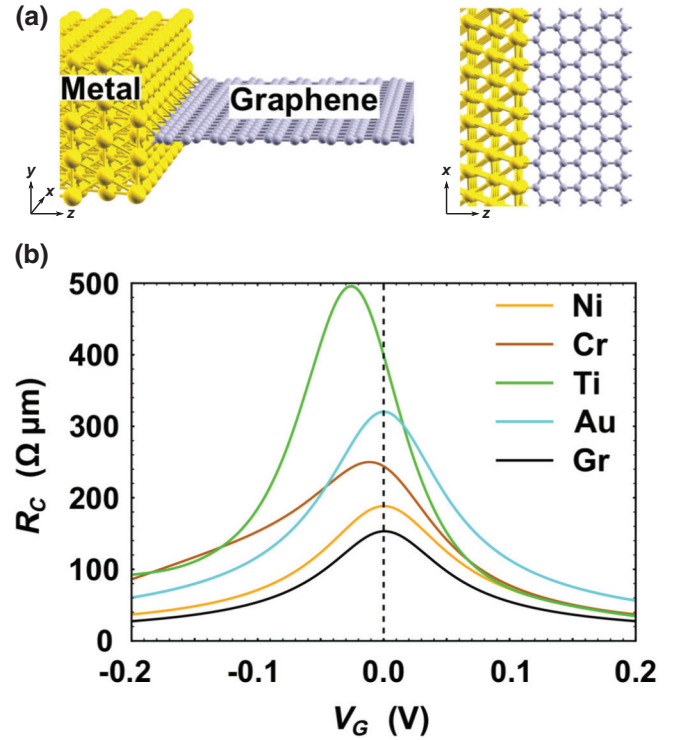 (a)
Metal
Graphene
y
x
z
x
z
(b)
500
400
300
200
100
0
R_C (Ω μm)
Ni
Cr
Ti
Au
Gr
-0.2 -0.1 0.0 0.1 0.2
V_G (V)